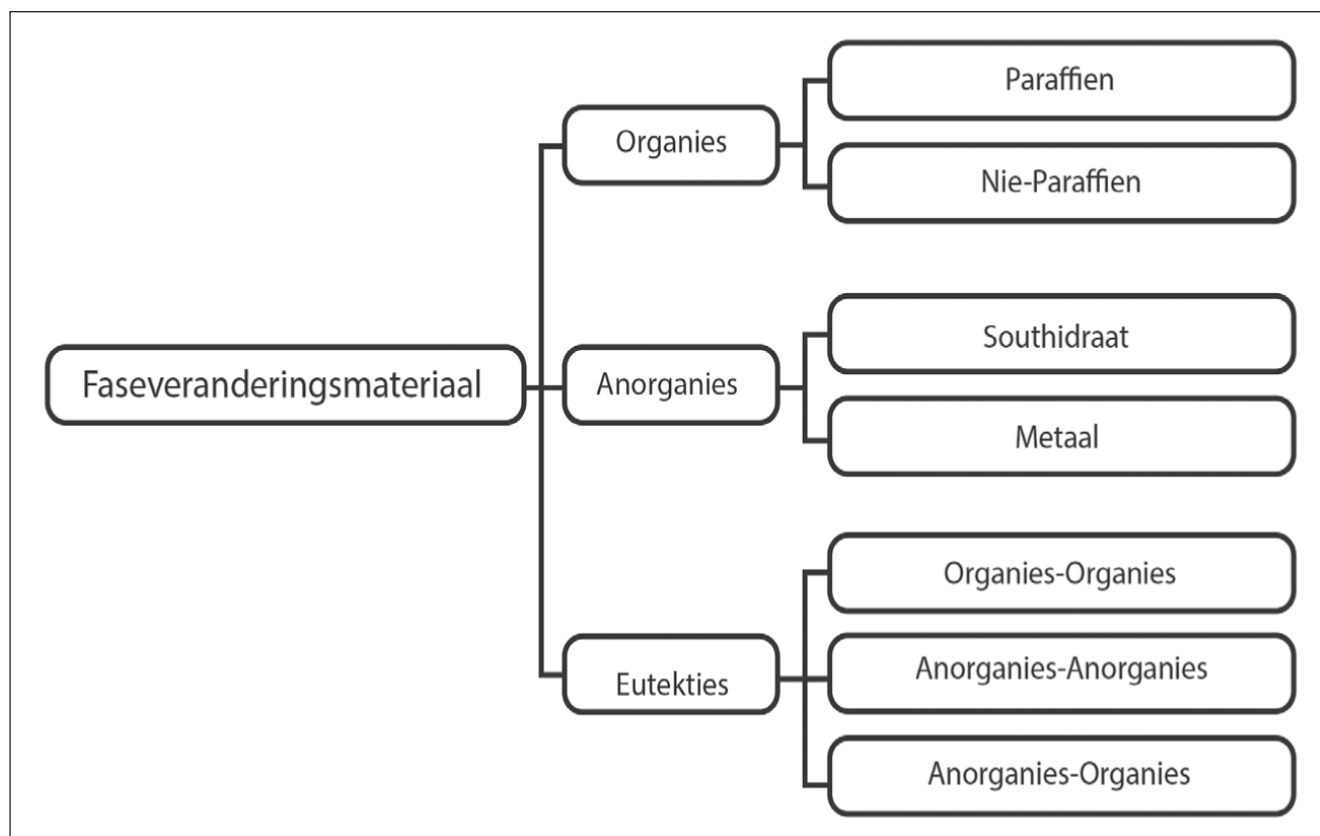 Faseveranderingsmateriaal
Organies
Paraffien
Nie-Paraffien
Anorganies
Southidraat
Metaal
Eutekties
Organies-Organies
Anorganies-Anorganies
Anorganies-Organies